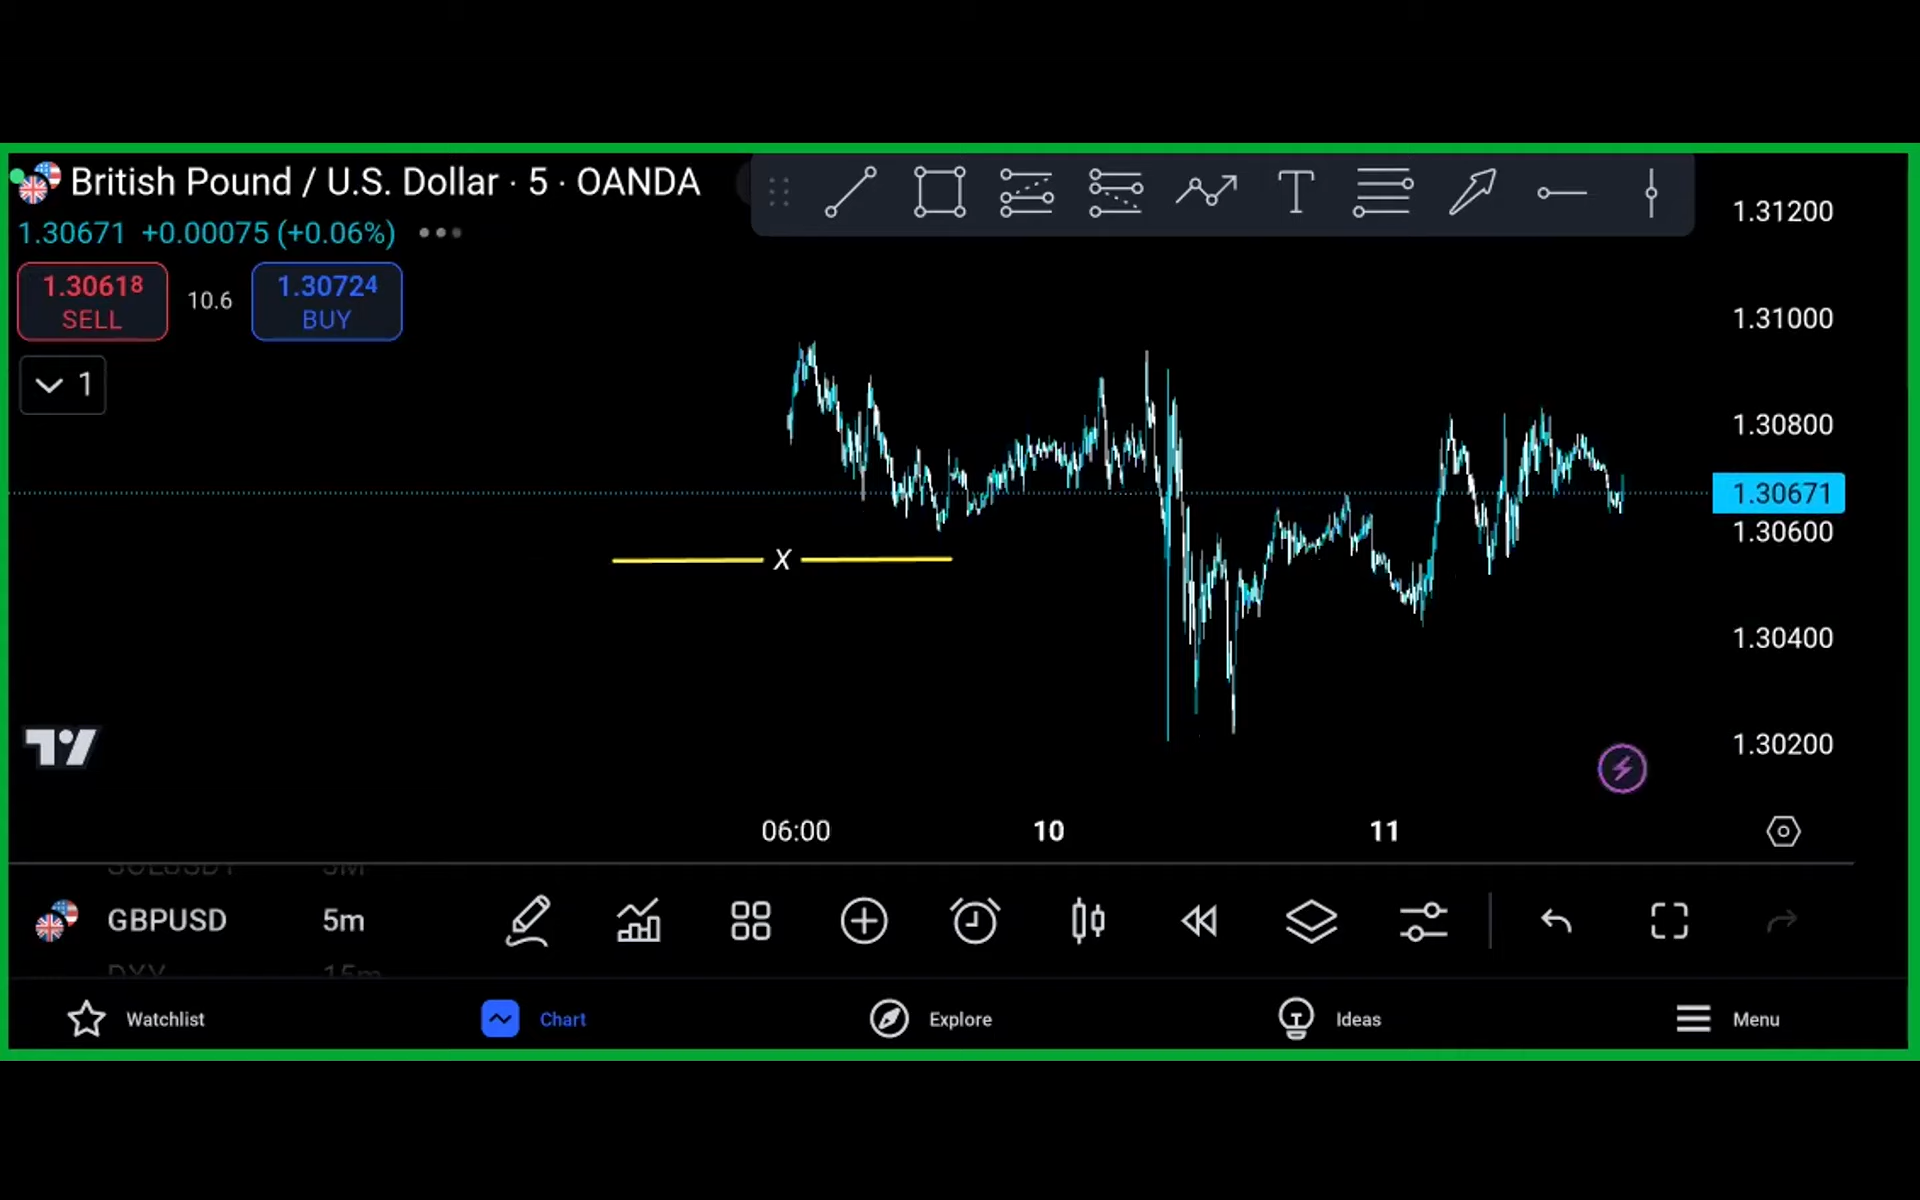 British Pound / U.S. Dollar · 5 · OANDA
1.30671 +0.00075 (+0.06%)
1.30618
SELL
10.6
1.30724
BUY
1
X
1.31200
1.31000
1.30800
1.30671
1.30600
1.30400
1.30200
06:00 10 11
GBPUSD 5m
DXY 15m
Watchlist Chart Explore Ideas Menu